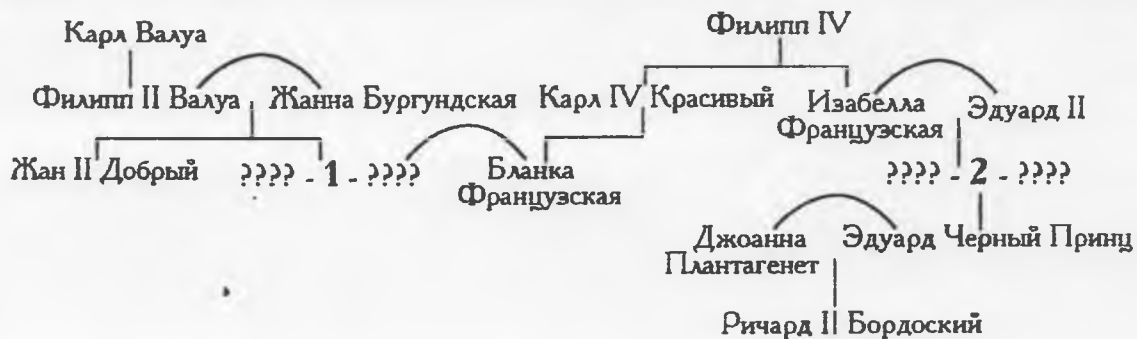 Карл Валуа
Филипп IV
Филипп II Валуа
Жанна Бургундская
Карл IV Красивый
Изабелла
Французская
Эдуард II
Жан II Добрый
???? - 1 - ????
Бланка
Французская
???? - 2 - ????
Джоанна
Плантагенет
Эдуард Черный Принц
Ричард II Бордоский